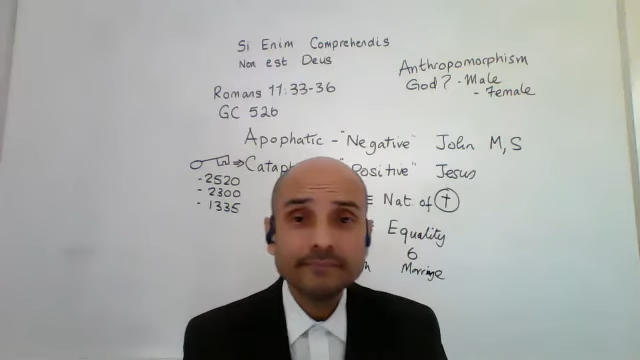 Si Enim Comprehendis
Non est Deus
Romans 11:33-36
GC 526
Anthropomorphism
God? - Male
- Female
Apophatic - "Negative" John M, S
⇒ "Positive" Jesus
- 2520
- 2300
- 1335
≡ Nat. of †
Equality
6
Marriage